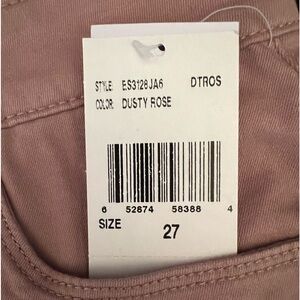 STYLE: ES3128JA6 DTROS
COLOR: DUSTY ROSE
6 52874 58388 4
SIZE 27